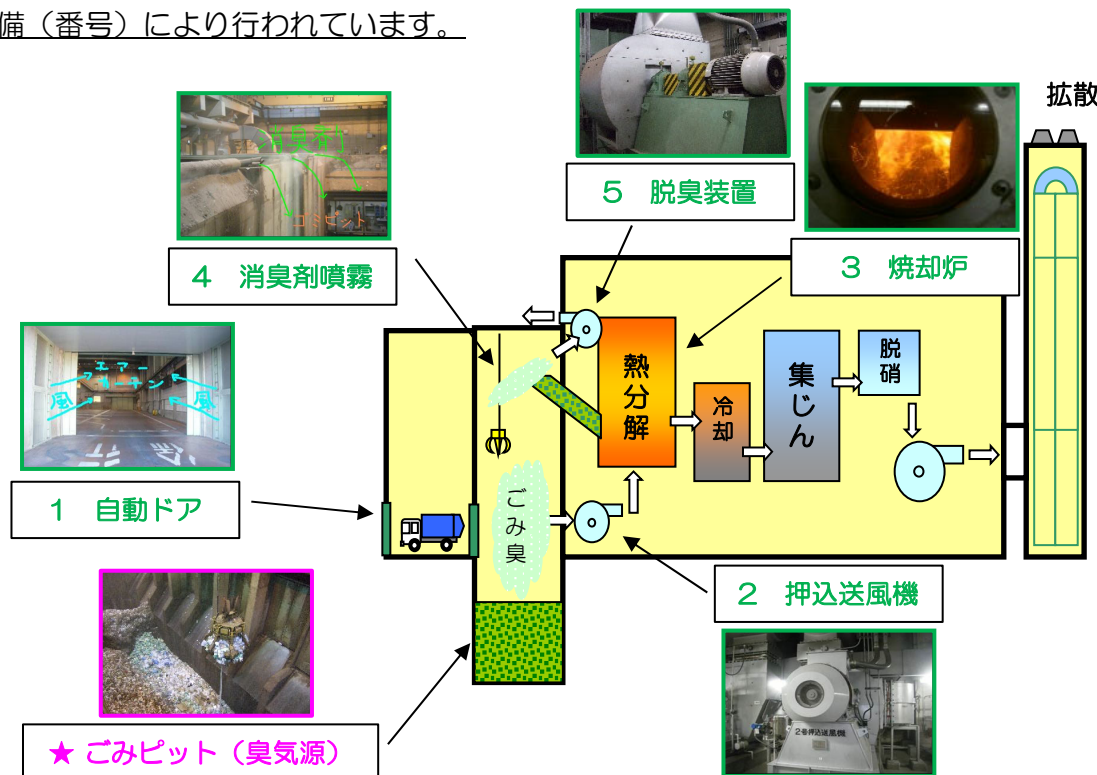 備（番号）により行われています。
拡散
消臭剤
ゴミピット
5　脱臭装置
4　消臭剤噴霧
3　焼却炉
エアー
カーテン
風
風
1　自動ドア
熱分解
冷却
集じん
脱硝
ごみ臭
2　押込送風機
2号押込送風機
★ ごみピット（臭気源）